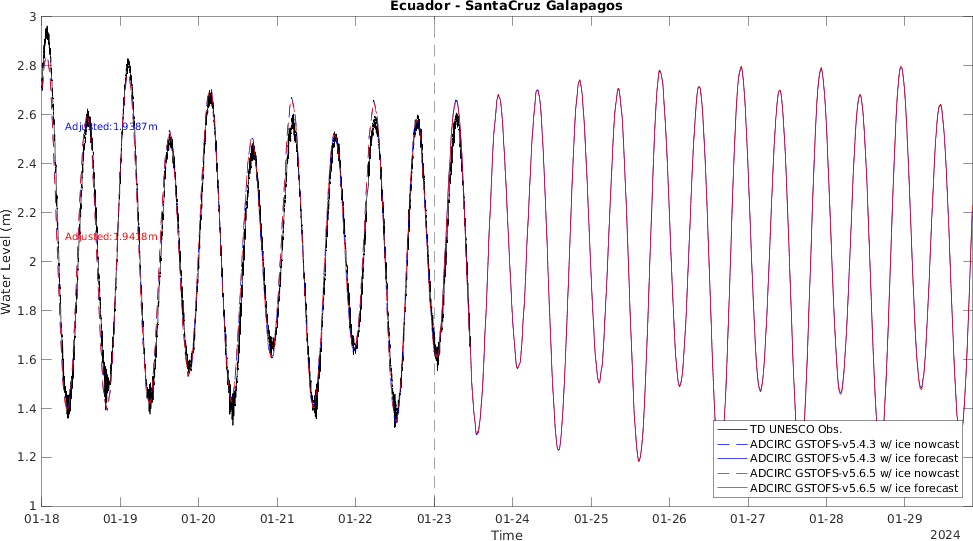 Ecuador - SantaCruz Galapagos
Water Level (m)
3
2.8
2.6
2.4
2.2
2
1.8
1.6
1.4
1.2
1
Adjusted:1.9387m
Adjusted:1.9418m
TD UNESCO Obs.
ADCIRC GSTOFS-v5.4.3 w/ ice nowcast
ADCIRC GSTOFS-v5.4.3 w/ ice forecast
ADCIRC GSTOFS-v5.6.5 w/ ice nowcast
ADCIRC GSTOFS-v5.6.5 w/ ice forecast
01-18 01-19 01-20 01-21 01-22 01-23 01-24 01-25 01-26 01-27 01-28 01-29
Time
2024